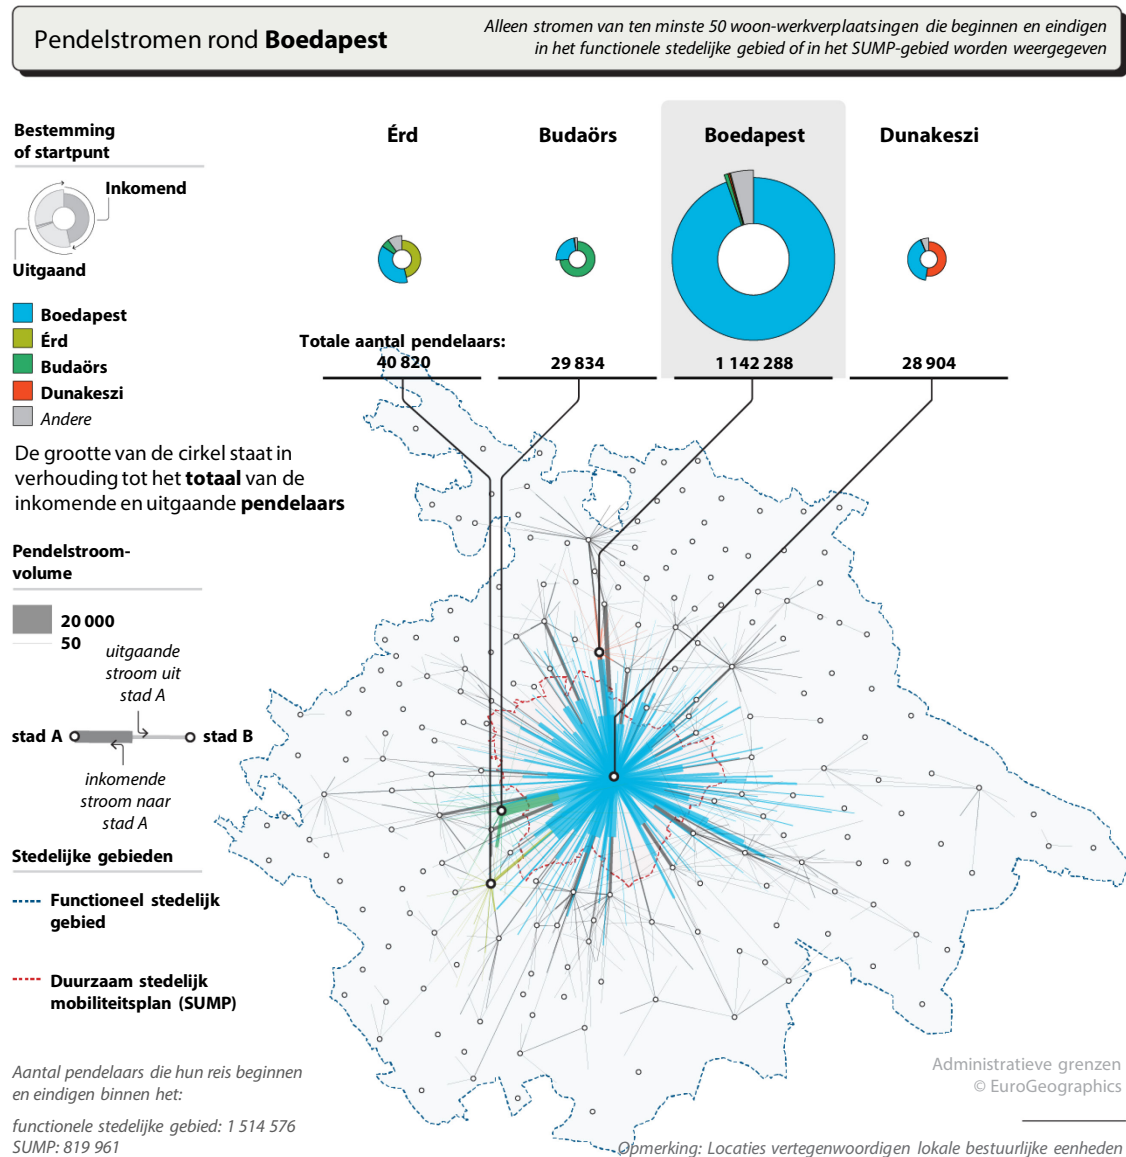 Pendelstromen rond Boedapest
Alleen stromen van ten minste 50 woon-werkverplaatsingen die beginnen en eindigen
in het functionele stedelijke gebied of in het SUMP-gebied worden weergegeven
Bestemming
of startpunt
Inkomend
Uitgaand
Boedapest
Érd
Budaörs
Dunakeszi
Andere
De grootte van de cirkel staat in
verhouding tot het totaal van de
inkomende en uitgaande pendelaars
Érd
Budaörs
Boedapest
Dunakeszi
Totale aantal pendelaars:
40 820
29 834
1 142 288
28 904
Pendelstroom-
volume
20 000
50
uitgaande
stroom uit
stad A
stad A
stad B
inkomende
stroom naar
stad A
Stedelijke gebieden
Functioneel stedelijk
gebied
Duurzaam stedelijk
mobiliteitsplan (SUMP)
Aantal pendelaars die hun reis beginnen
en eindigen binnen het:
functionele stedelijke gebied: 1 514 576
SUMP: 819 961
Administratieve grenzen
© EuroGeographics
Opmerking: Locaties vertegenwoordigen lokale bestuurlijke eenheden